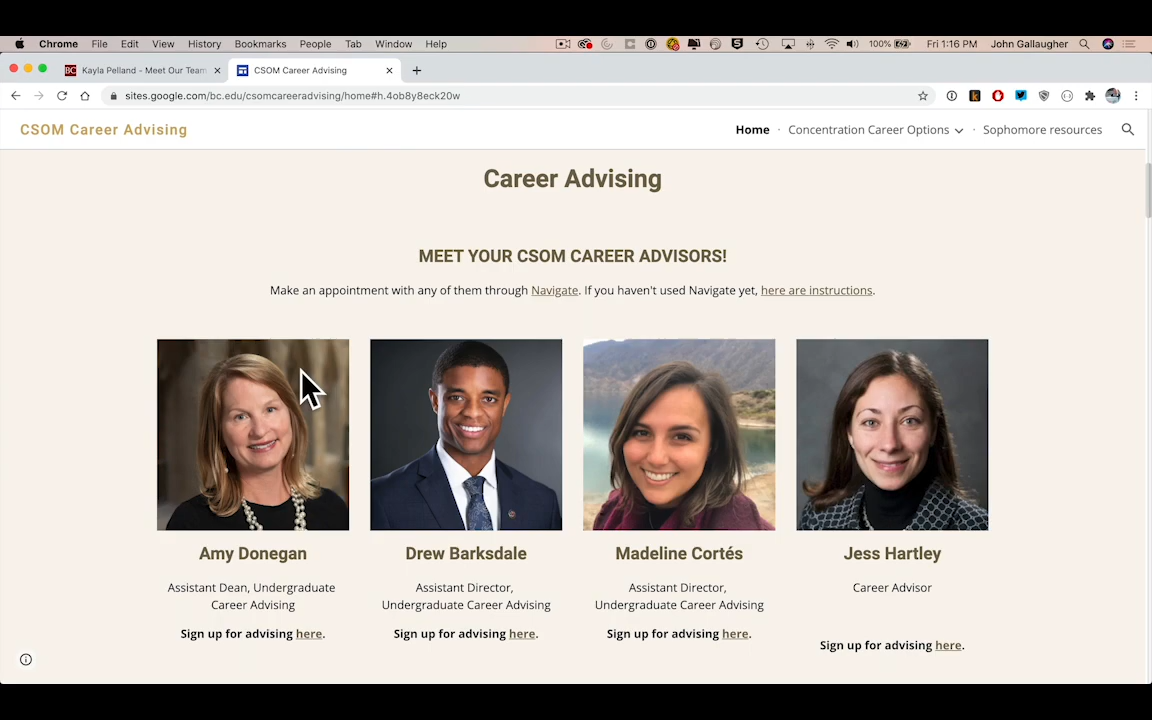 Chrome File Edit View History Bookmarks People Tab Window Help 100% Fri 1:16 PM John Gallaugher
BC Kayla Pelland – Meet Our Team CSOM Career Advising
sites.google.com/bc.edu/csomcareeradvising/home#h.4ob8y8eck20w
CSOM Career Advising Home · Concentration Career Options · Sophomore resources
Career Advising
MEET YOUR CSOM CAREER ADVISORS!
Make an appointment with any of them through Navigate. If you haven't used Navigate yet, here are instructions.
Amy Donegan
Assistant Dean, Undergraduate
Career Advising
Sign up for advising here.
Drew Barksdale
Assistant Director,
Undergraduate Career Advising
Sign up for advising here.
Madeline Cortés
Assistant Director,
Undergraduate Career Advising
Sign up for advising here.
Jess Hartley
Career Advisor
Sign up for advising here.